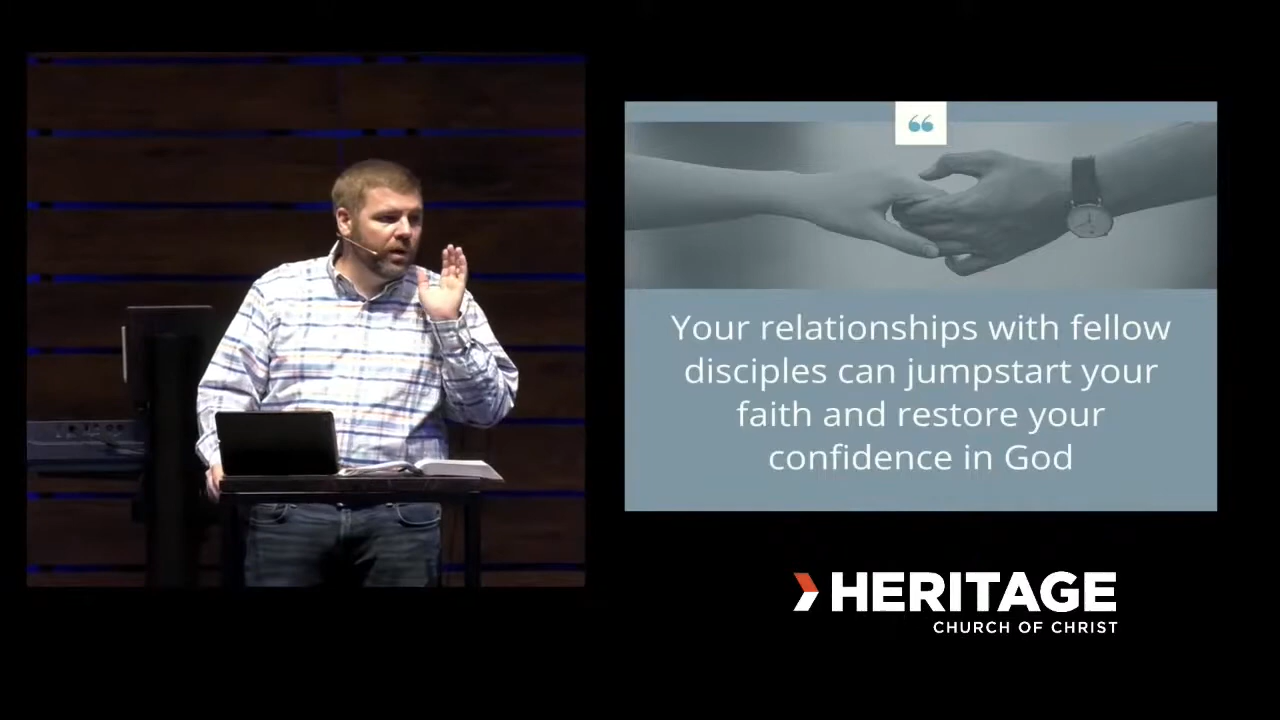 Your relationships with fellow
disciples can jumpstart your
faith and restore your
confidence in God
HERITAGE
CHURCH OF CHRIST